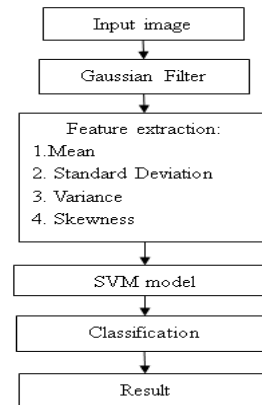 Input image
Gaussian Filter
Feature extraction:
1.Mean
2. Standard Deviation
3. Variance
4. Skewness
SVM model
Classification
Result